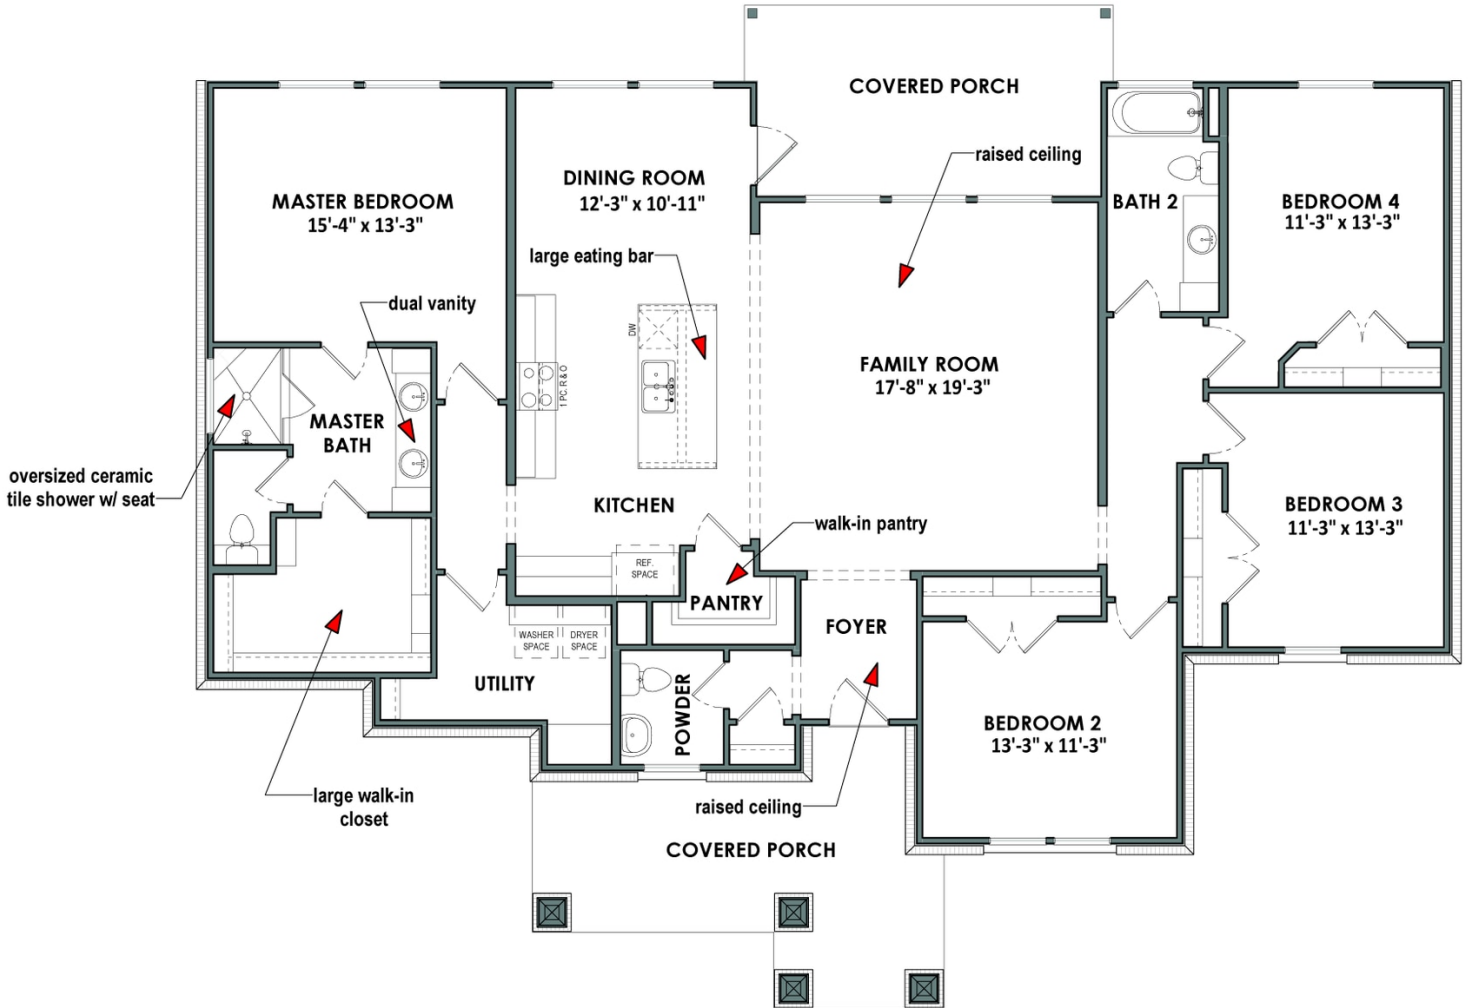 COVERED PORCH
raised ceiling
DINING ROOM
12'-3" x 10'-11"
MASTER BEDROOM
15'-4" x 13'-3"
BATH 2
BEDROOM 4
11'-3" x 13'-3"
large eating bar
dual vanity
DW
FAMILY ROOM
17'-8" x 19'-3"
1 PC. R & O
MASTER
BATH
oversized ceramic
tile shower w/ seat
KITCHEN
BEDROOM 3
11'-3" x 13'-3"
walk-in pantry
REF.
SPACE
PANTRY
FOYER
WASHER
SPACE
DRYER
SPACE
UTILITY
POWDER
BEDROOM 2
13'-3" x 11'-3"
large walk-in
closet
raised ceiling
COVERED PORCH